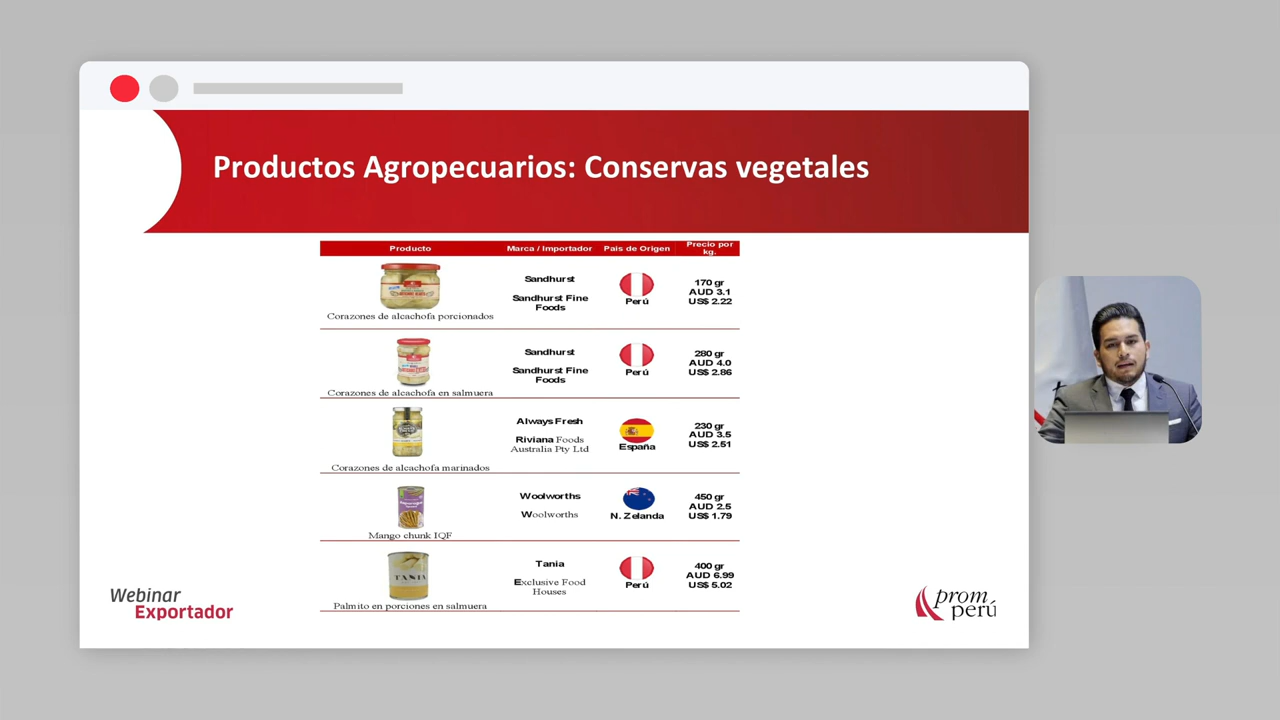 Productos Agropecuarios: Conservas vegetales
Producto
Marca / Importador
Pais de Origen
Precio por
kg.
Corazones de alcachofa porcionados
Sandhurst
Sandhurst Fine
Foods
Perú
170 gr
AUD 3.1
US$ 2.22
Corazones de alcachofa en salmuera
Sandhurst
Sandhurst Fine
Foods
Perú
280 gr
AUD 4.0
US$ 2.86
Corazones de alcachofa marinados
Always Fresh
Riviana Foods
Australia Pty Ltd
España
230 gr
AUD 3.5
US$ 2.51
Mango chunk IQF
Woolworths
Woolworths
N. Zelanda
450 gr
AUD 2.5
US$ 1.79
TANIA
Palmito en porciones en salmuera
Tania
Exclusive Food
Houses
Perú
400 gr
AUD 6.99
US$ 5.02
Webinar
Exportador
prom
perú